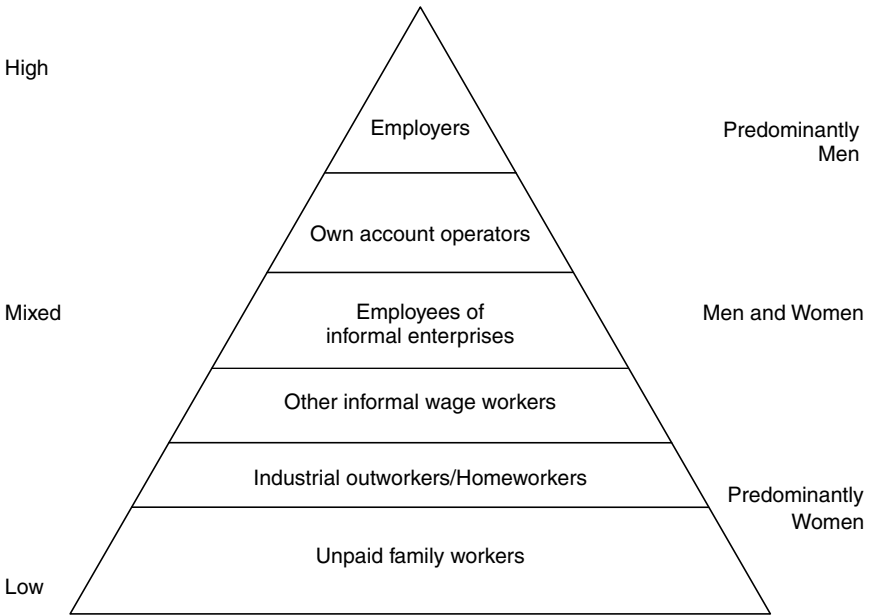 High
Employers
Predominantly
Men
Own account operators
Mixed
Employees of
informal enterprises
Men and Women
Other informal wage workers
Industrial outworkers/Homeworkers
Predominantly
Women
Unpaid family workers
Low